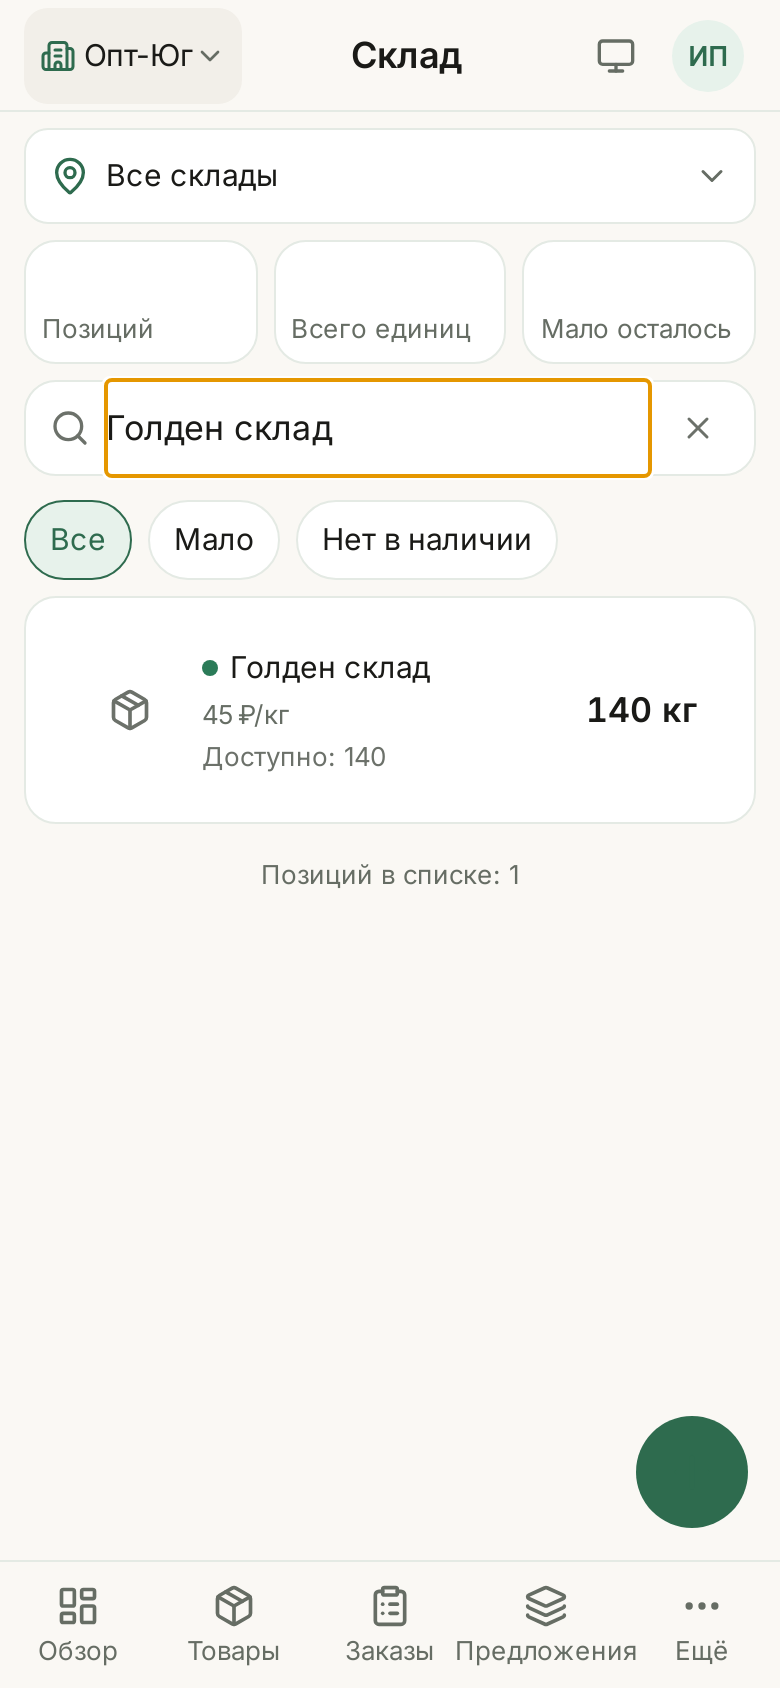 Опт-Юг
Склад
ИП
Все склады
Позиций
Всего единиц
Мало осталось
Голден склад
Все
Мало
Нет в наличии
Голден склад
45 ₽/кг
140 кг
Доступно: 140
Позиций в списке: 1
Обзор
Товары
Заказы
Предложения
Ещё